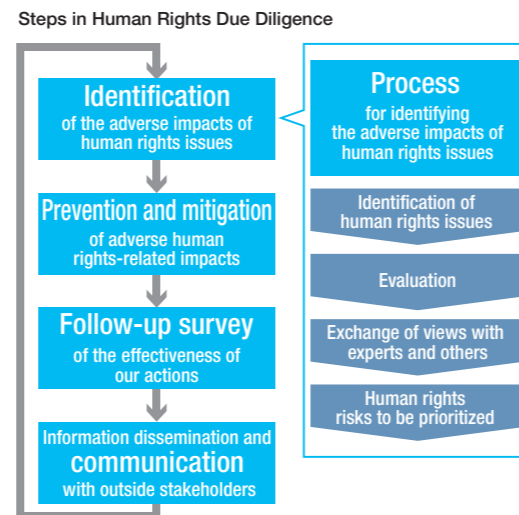 Steps in Human Rights Due Diligence
Identification
of the adverse impacts of
human rights issues
Prevention and mitigation
of adverse human
rights-related impacts
Follow-up survey
of the effectiveness of
our actions
Information dissemination and
communication
with outside stakeholders
Process
for identifying
the adverse impacts of
human rights issues
Identification of
human rights issues
Evaluation
Exchange of views with
experts and others
Human rights
risks to be prioritized